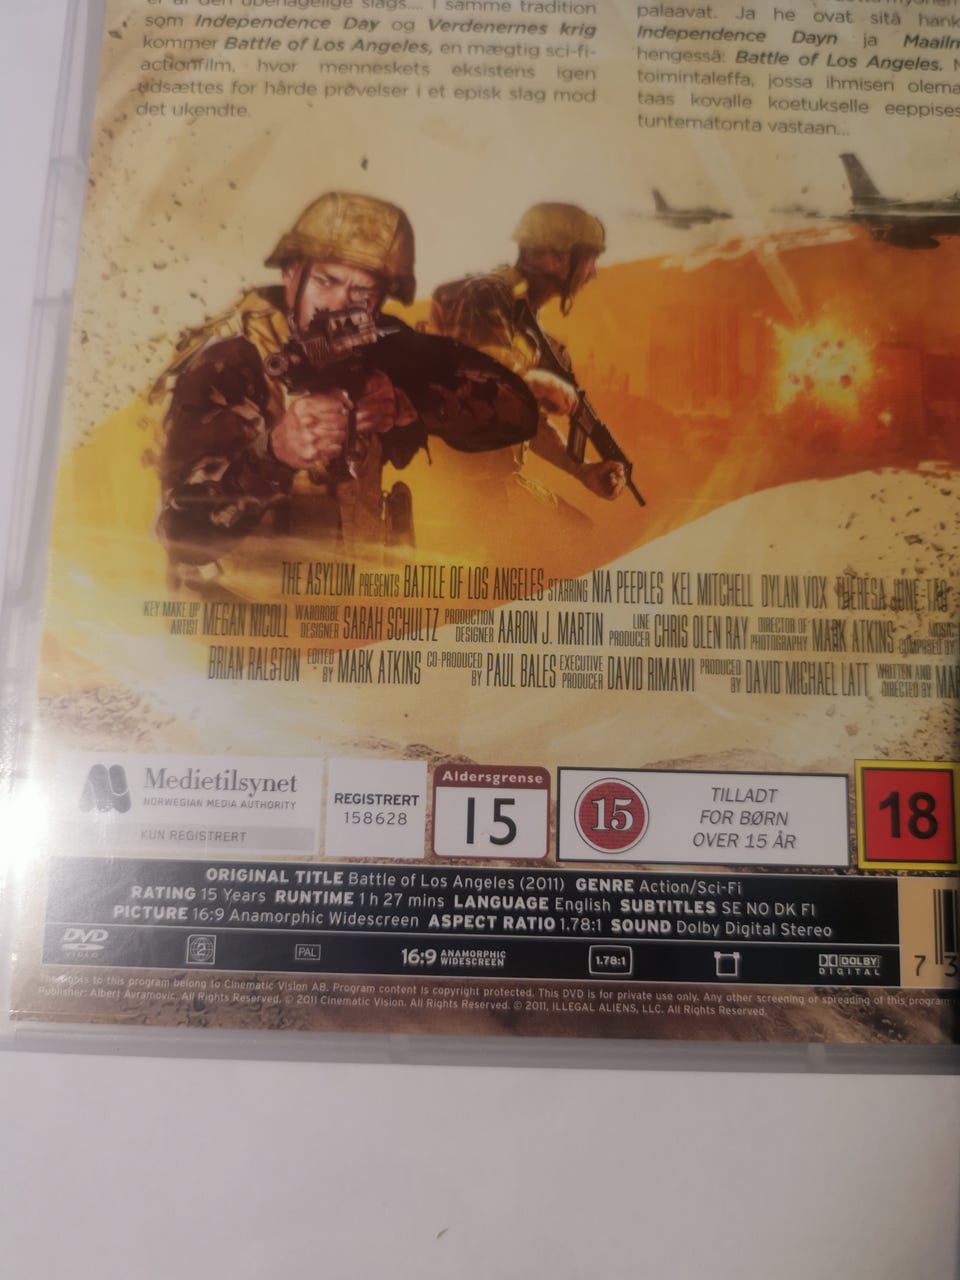 er af den ubehagelige slags.... I samme tradition
som Independence Day og Verdenernes krig
kommer Battle of Los Angeles, en mægtig sci-fi-
actionfilm, hvor menneskets eksistens igen
udsættes for hårde prøvelser i et episk slag mod
det ukendte.
palaavat. Ja he ovat sitä
Independence Dayn ja
hengessä: Battle of Los Angeles.
toimintaleffa, jossa ihmisen
taas kovalle koetukselle
tuntematonta vastaan...
THE ASYLUM PRESENTS BATTLE OF LOS ANGELES STARRING NIA PEEPLES KEL MITCHELL DYLAN VOX THERESA JUNE-TAO
KEY MAKE UP ARTIST MEGAN NICOLL WARDROBE DESIGNER SARAH SCHULTZ PRODUCTION DESIGNER AARON J. MARTIN LINE PRODUCER CHRIS OLEN RAY DIRECTOR OF PHOTOGRAPHY MARK ATKINS MUSIC COMPOSED BY
BRIAN RALSTON EDITED BY MARK ATKINS CO-PRODUCED BY PAUL BALES EXECUTIVE PRODUCER DAVID RIMAWI PRODUCED BY DAVID MICHAEL LATT WRITTEN AND DIRECTED BY
Medietilsynet
NORWEGIAN MEDIA AUTHORITY
KUN REGISTRERT
REGISTRERT
158628
Aldersgrense
15
15
TILLADT
FOR BØRN
OVER 15 ÅR
18
ORIGINAL TITLE Battle of Los Angeles (2011) GENRE Action/Sci-Fi
RATING 15 Years RUNTIME 1 h 27 mins LANGUAGE English SUBTITLES SE NO DK FI
PICTURE 16:9 Anamorphic Widescreen ASPECT RATIO 1.78:1 SOUND Dolby Digital Stereo
DVD
VIDEO
2
PAL
16:9 ANAMORPHIC WIDESCREEN
1.78:1
DOLBY
DIGITAL
7
The rights to this program belong to Cinematic Vision AB. Program content is copyright protected. This DVD is for private use only. Any other screening or spreading of this program
Publisher: Albert Avramovic. All Rights Reserved. © 2011 Cinematic Vision. All Rights Reserved. © 2011, ILLEGAL ALIENS, LLC. All Rights Reserved.